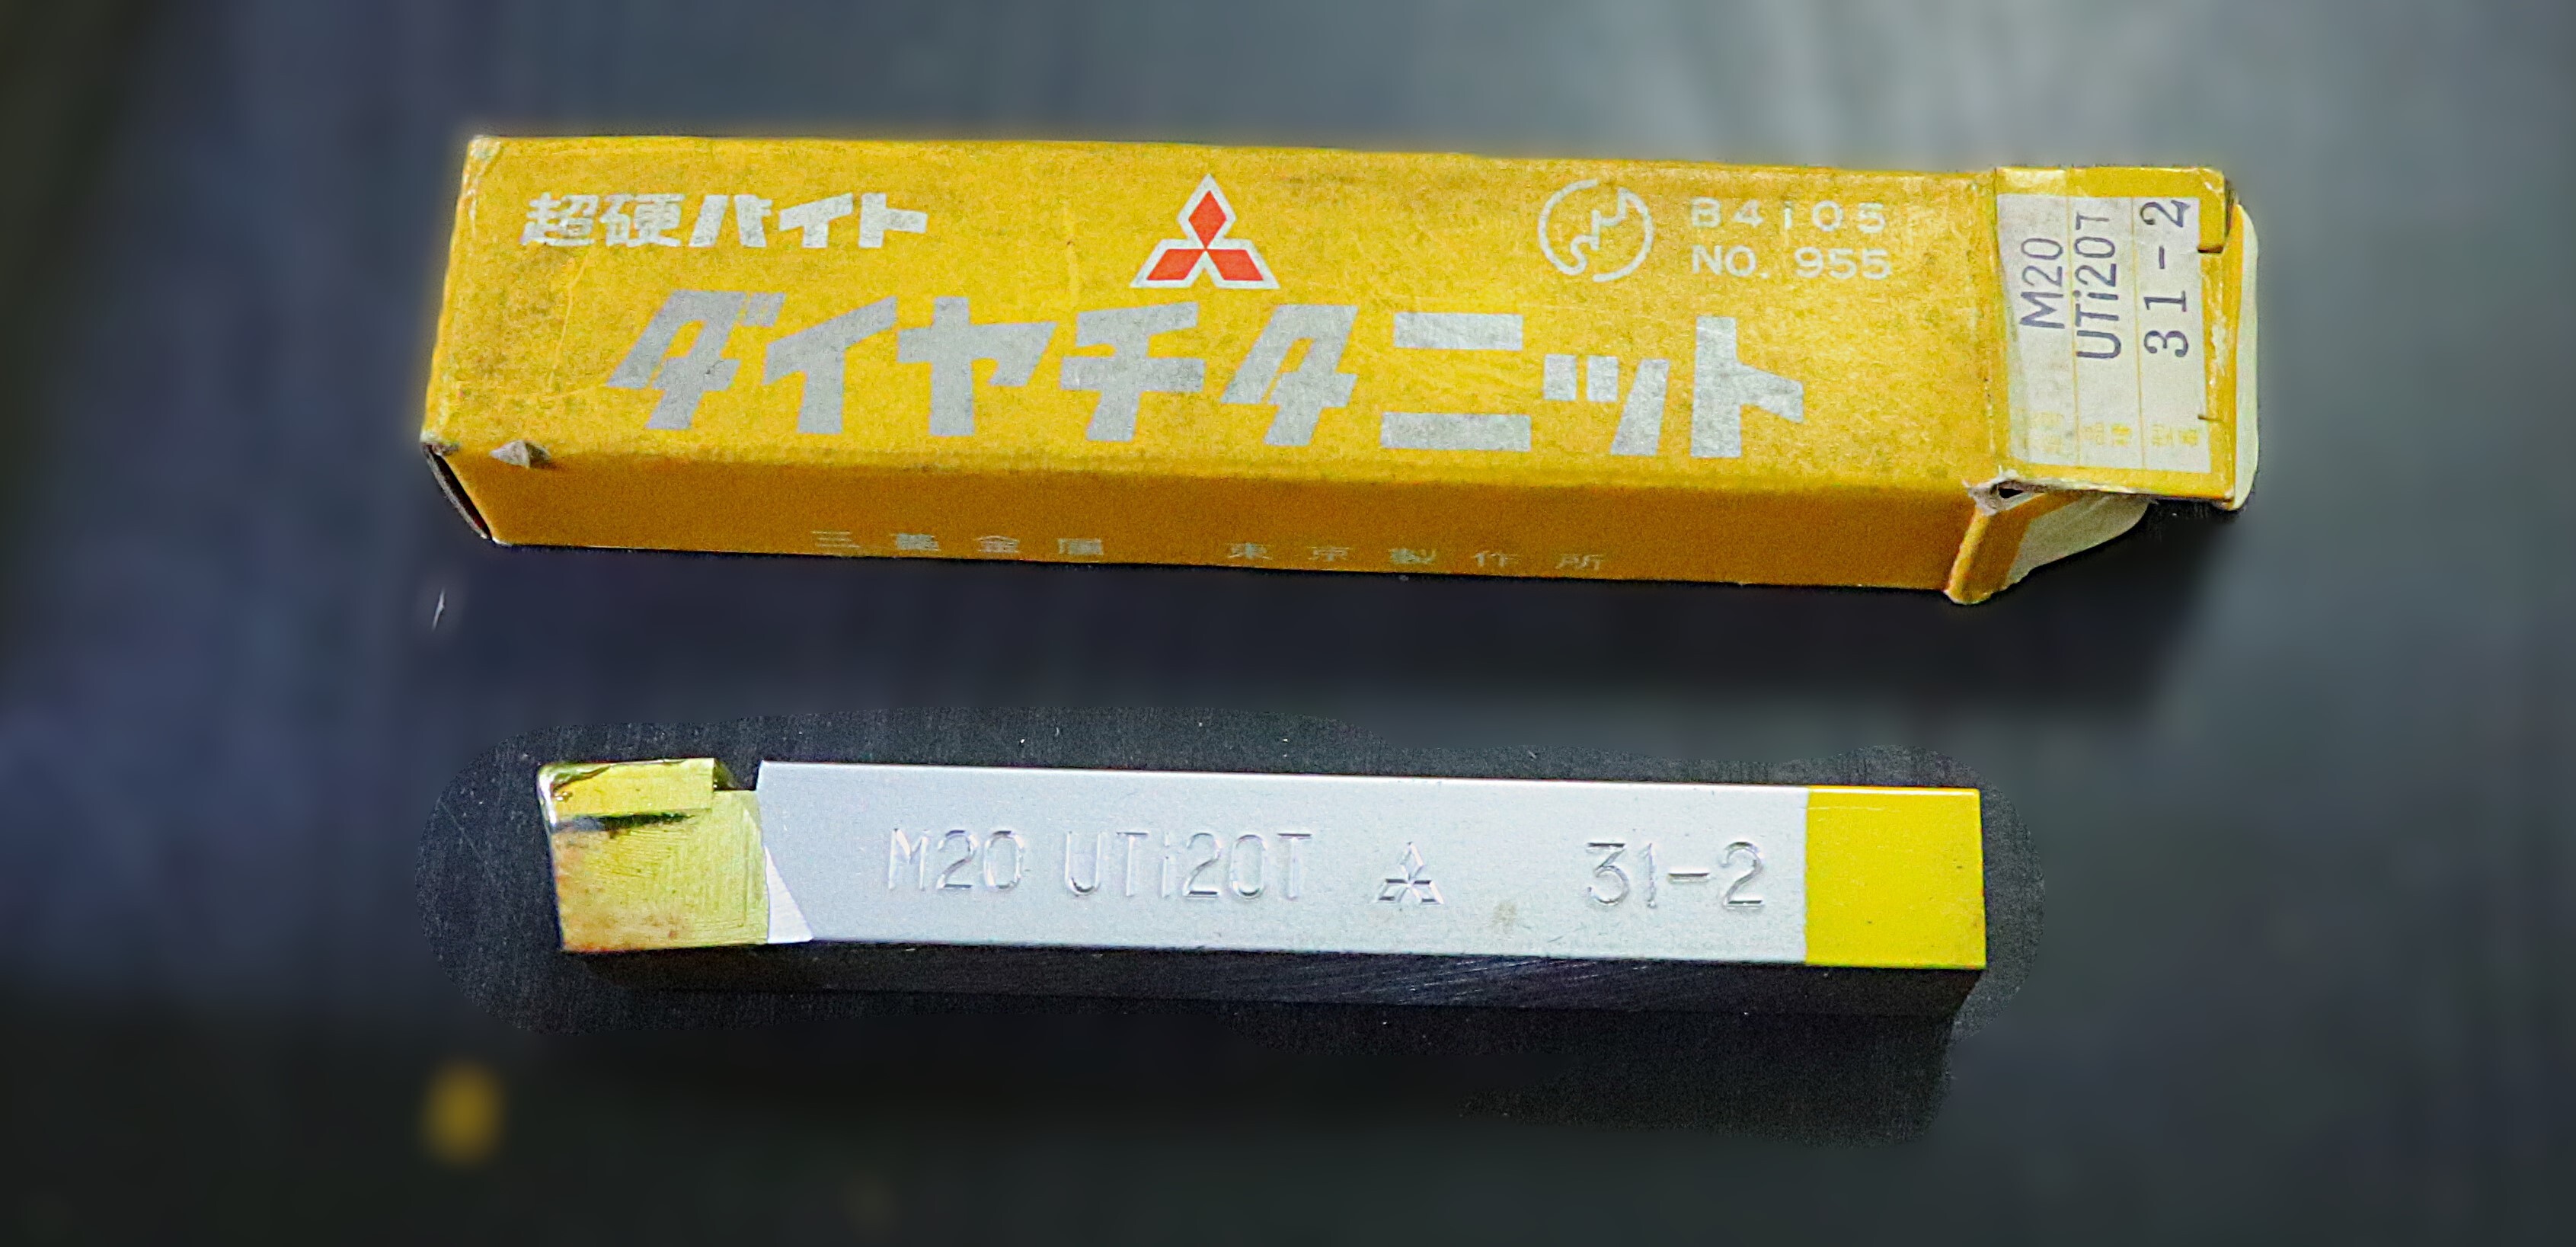 超硬バイト
B4105
NO. 955
ダイヤチタニット
三菱金属 東京製作所
M20
UTi20T
31-2
M20 UTi20T 31-2